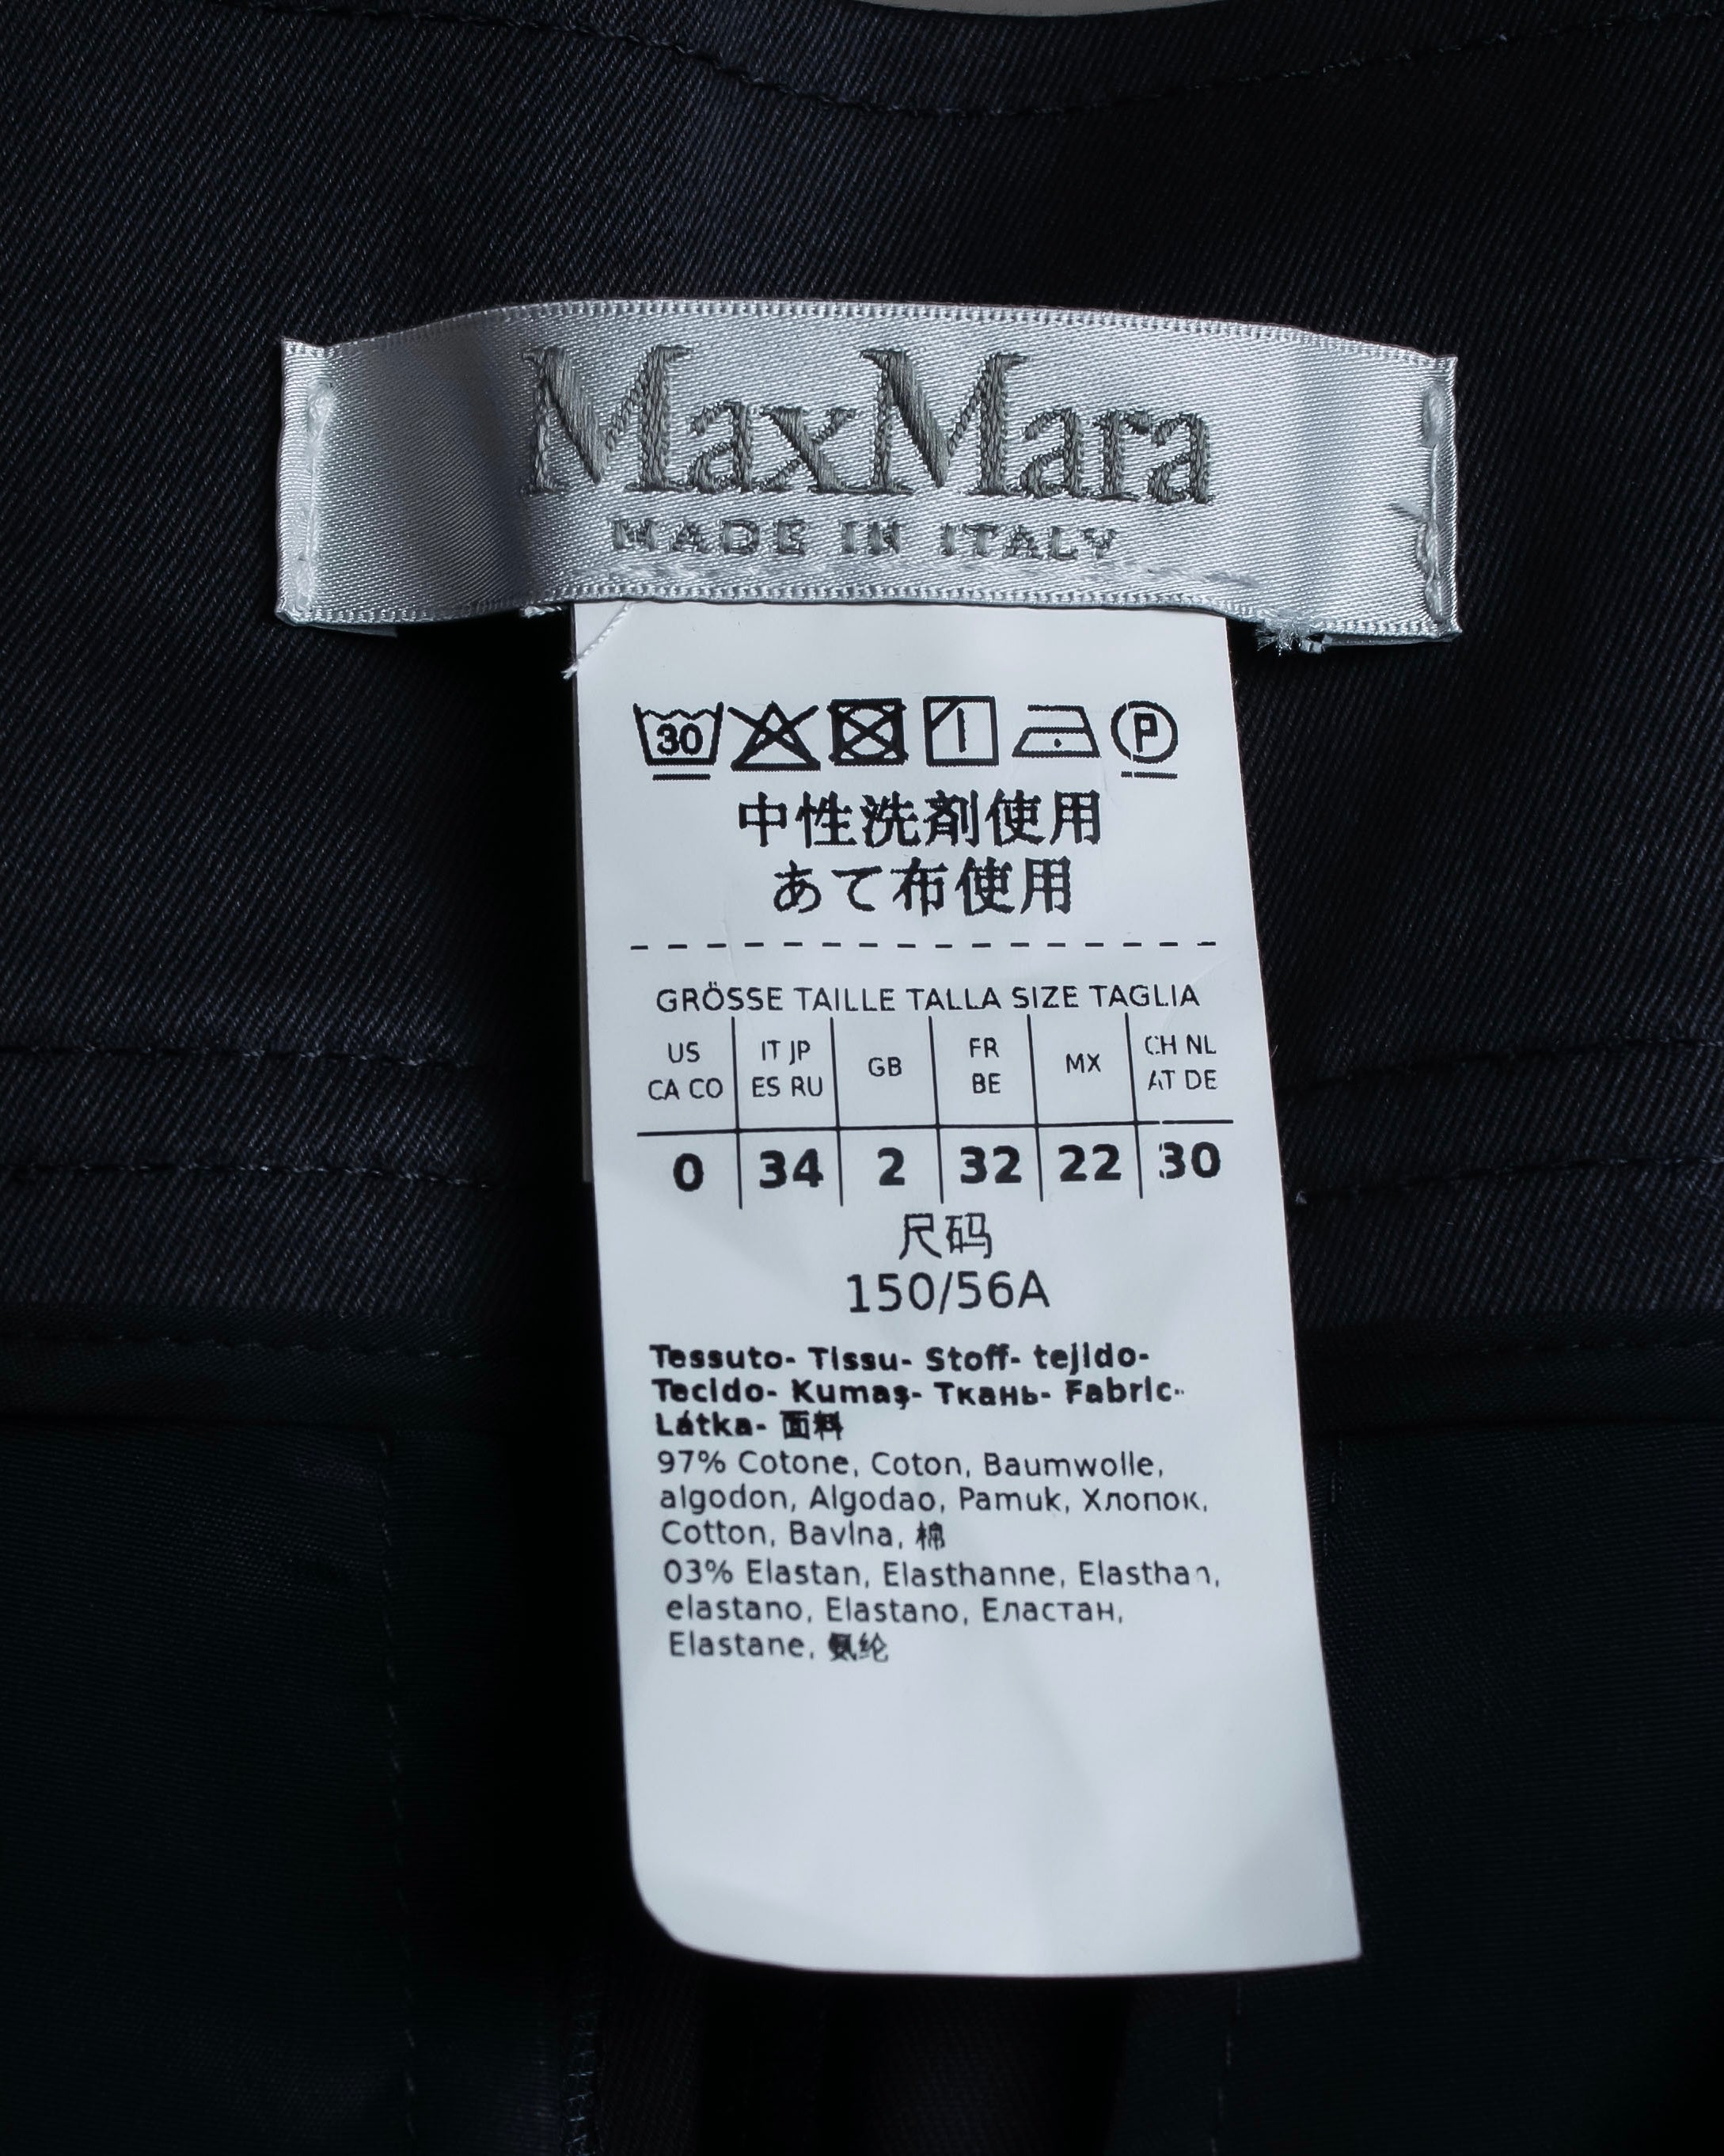 MaxMara
MADE IN ITALY
30 P
中性洗剤使用
あて布使用
GRÖSSE TAILLE TALLA SIZE TAGLIA
US CA CO IT JP ES RU GB FR BE MX CH NL AT DE
0 34 2 32 22 30
尺码
150/56A
Tessuto- Tissu- Stoff- tejido-
Tecido- Kumaş- Ткань- Fabric-
Látka- 面料
97% Cotone, Coton, Baumwolle,
algodon, Algodao, Pamuk, Хлопок,
Cotton, Bavlna, 棉
03% Elastan, Elasthanne, Elasthan,
elastano, Elastano, Еластан,
Elastane, 氨纶